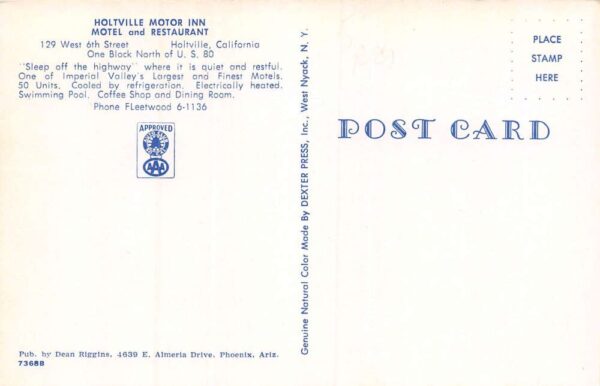 HOLTVILLE MOTOR INN
MOTEL and RESTAURANT
129 West 6th Street Holtville, California
One Block North of U. S. 80
"Sleep off the highway" where it is quiet and restful.
One of Imperial Valley's Largest and Finest Motels.
50 Units, Cooled by refrigeration. Electrically heated.
Swimming Pool. Coffee Shop and Dining Room.
Phone FLeetwood 6-1136
APPROVED
AAA
Pub. by Dean Riggins, 4639 E. Almeria Drive, Phoenix, Ariz.
7368B
Genuine Natural Color Made By DEXTER PRESS, Inc., West Nyack, N. Y.
POST CARD
PLACE
STAMP
HERE